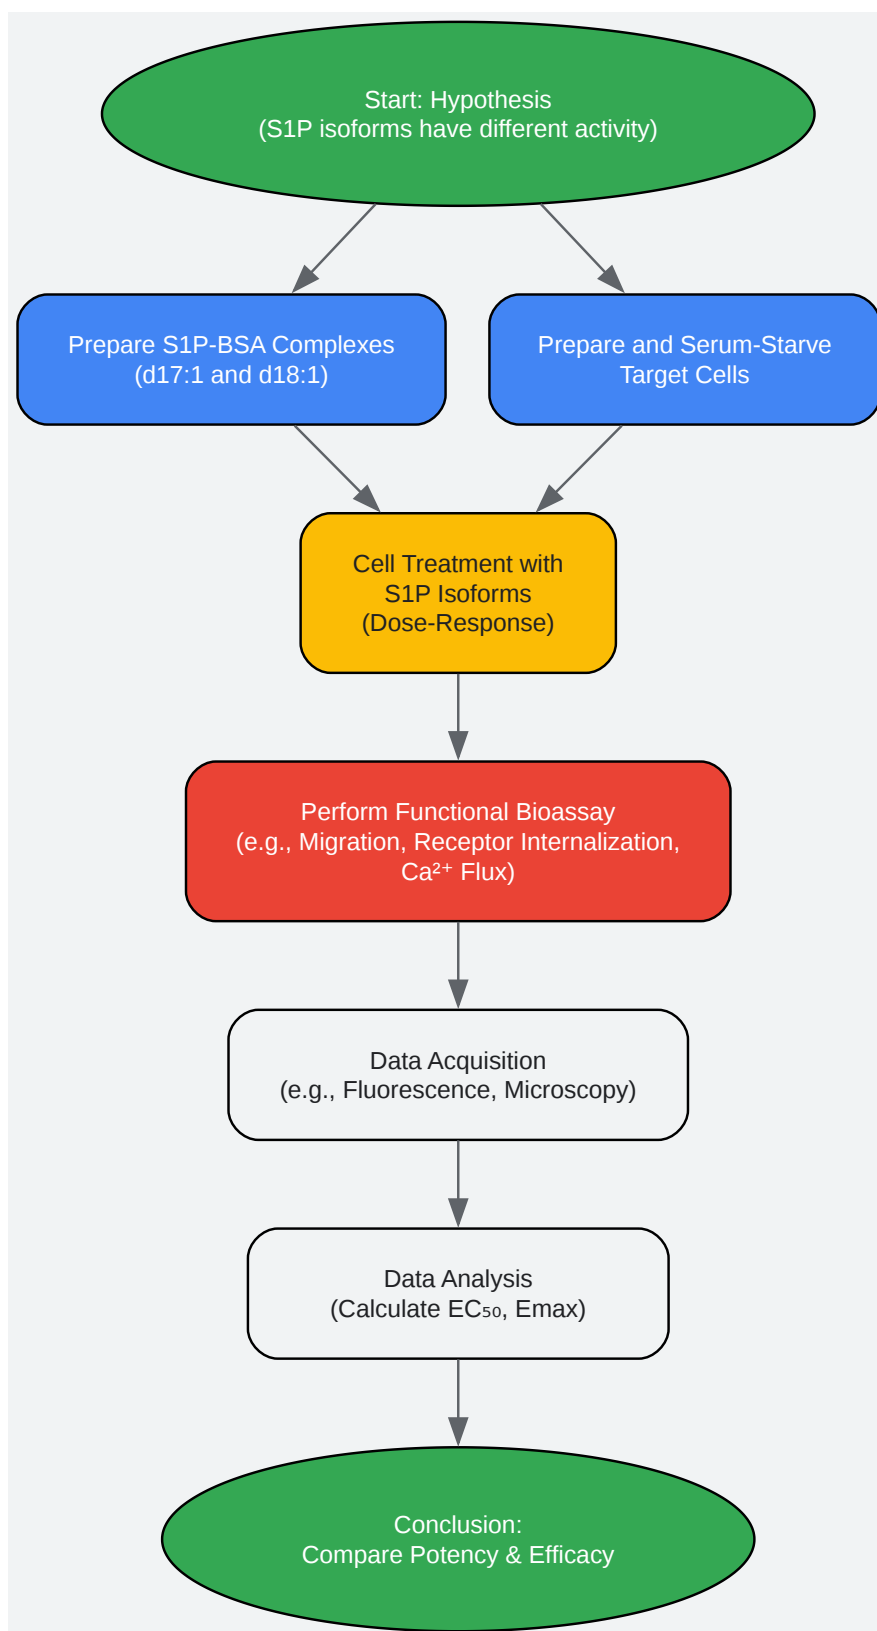 Start: Hypothesis
(S1P isoforms have different activity)
Prepare S1P-BSA Complexes
(d17:1 and d18:1)
Prepare and Serum-Starve
Target Cells
Cell Treatment with
S1P Isoforms
(Dose-Response)
Perform Functional Bioassay
(e.g., Migration, Receptor Internalization,
Ca²⁺ Flux)
Data Acquisition
(e.g., Fluorescence, Microscopy)
Data Analysis
(Calculate EC₅₀, Emax)
Conclusion:
Compare Potency & Efficacy